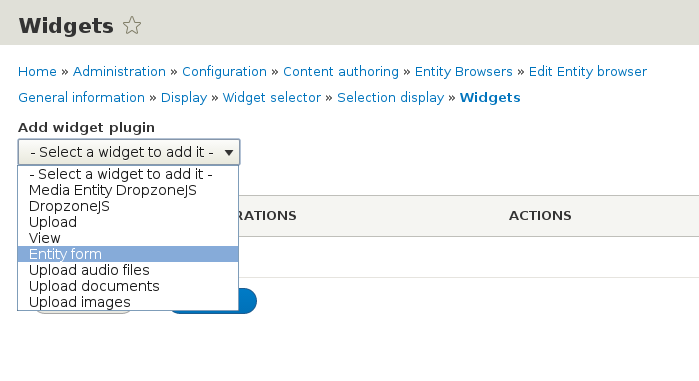 Widgets
Home » Administration » Configuration » Content authoring » Entity Browsers » Edit Entity browser
General information » Display » Widget selector » Selection display » Widgets
Add widget plugin
- Select a widget to add it -
- Select a widget to add it -
Media Entity DropzoneJS
DropzoneJS
Upload
View
Entity form
Upload audio files
Upload documents
Upload images
ACTIONS